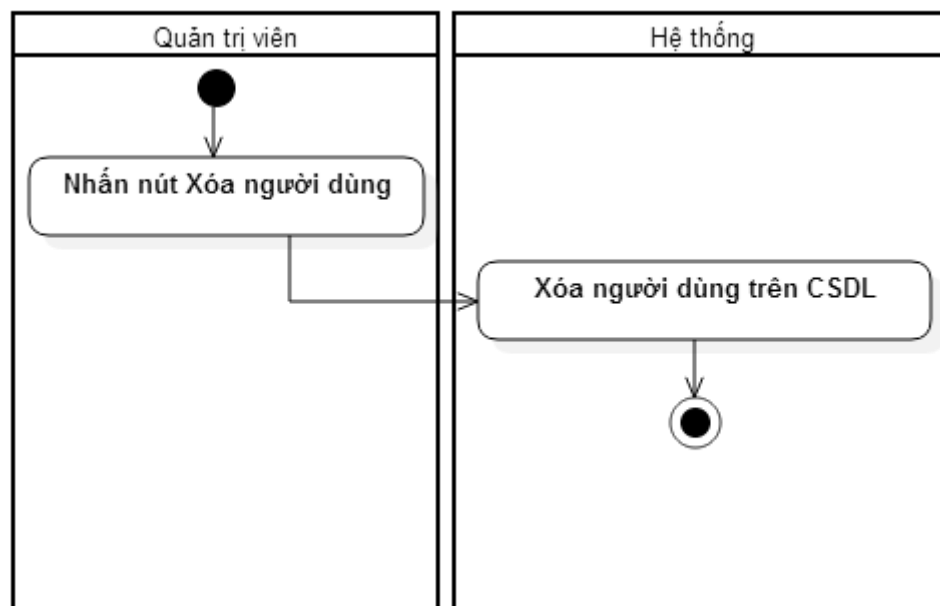 Quản trị viên
Hệ thống
Nhấn nút Xóa người dùng
Xóa người dùng trên CSDL